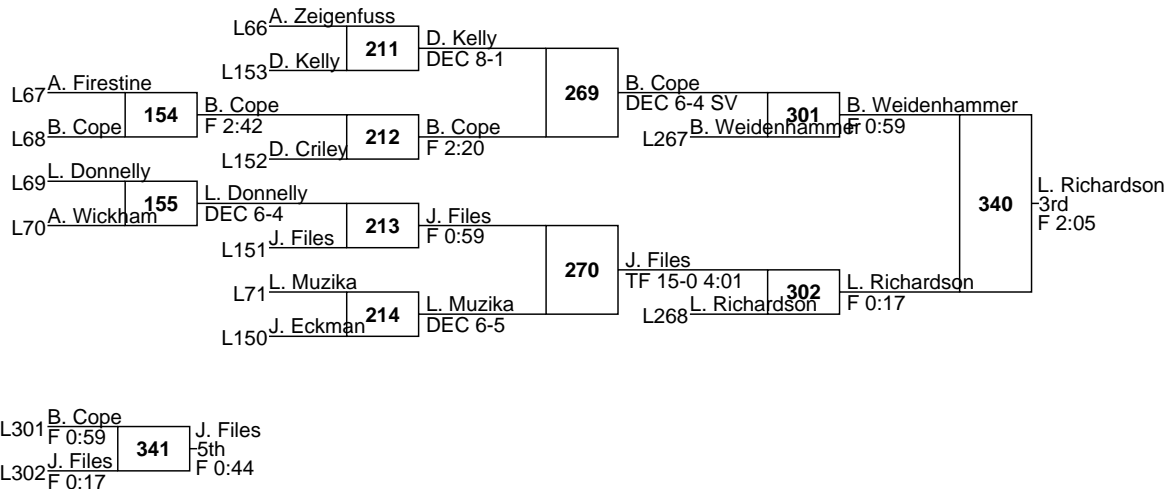 L66 A. Zeigenfuss
211
D. Kelly
DEC 8-1
L153 D. Kelly
L67 A. Firestine
154
B. Cope
F 2:42
L68 B. Cope
212
B. Cope
F 2:20
L152 D. Criley
269
B. Cope
DEC 6-4 SV
L69 L. Donnelly
155
L. Donnelly
DEC 6-4
L70 A. Wickham
213
J. Files
F 0:59
L151 J. Files
L71 L. Muzika
214
L. Muzika
DEC 6-5
L150 J. Eckman
270
J. Files
TF 15-0 4:01
301
B. Weidenhammer
F 0:59
L267 B. Weidenhammer
302
L. Richardson
F 0:17
L268 L. Richardson
340
L. Richardson
3rd
F 2:05
L301 B. Cope
F 0:59
341
J. Files
5th
F 0:44
L302 J. Files
F 0:17